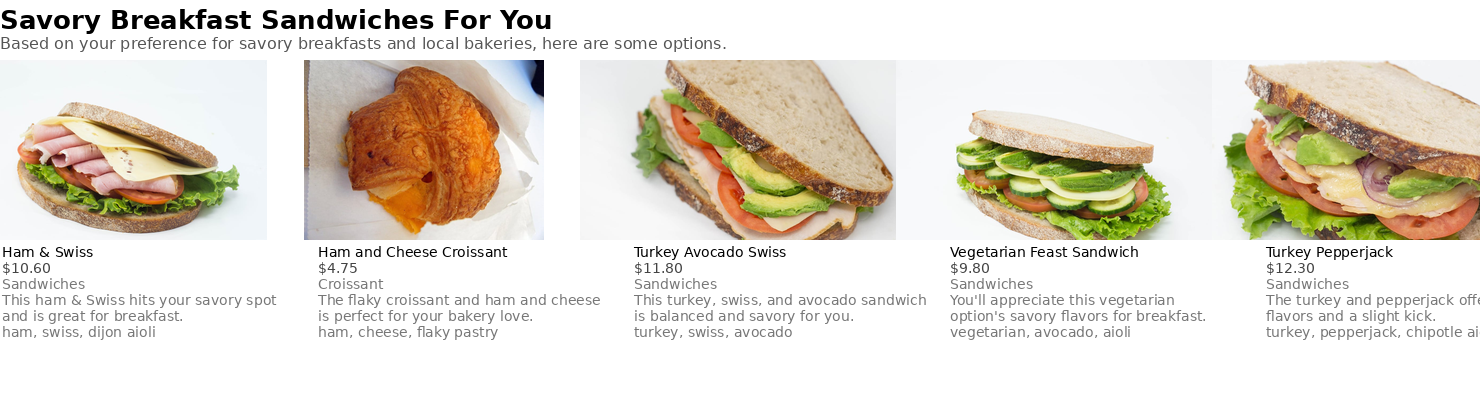 Savory Breakfast Sandwiches For You
Based on your preference for savory breakfasts and local bakeries, here are some options.
Ham & Swiss
$10.60
Sandwiches
This ham & Swiss hits your savory spot
and is great for breakfast.
ham, swiss, dijon aioli
Ham and Cheese Croissant
$4.75
Croissant
The flaky croissant and ham and cheese
is perfect for your bakery love.
ham, cheese, flaky pastry
Turkey Avocado Swiss
$11.80
Sandwiches
This turkey, swiss, and avocado sandwich
is balanced and savory for you.
turkey, swiss, avocado
Vegetarian Feast Sandwich
$9.80
Sandwiches
You'll appreciate this vegetarian
option's savory flavors for breakfast.
vegetarian, avocado, aioli
Turkey Pepperjack
$12.30
Sandwiches
The turkey and pepperjack
flavors and a slight kick.
turkey, pepperjack, chipotle